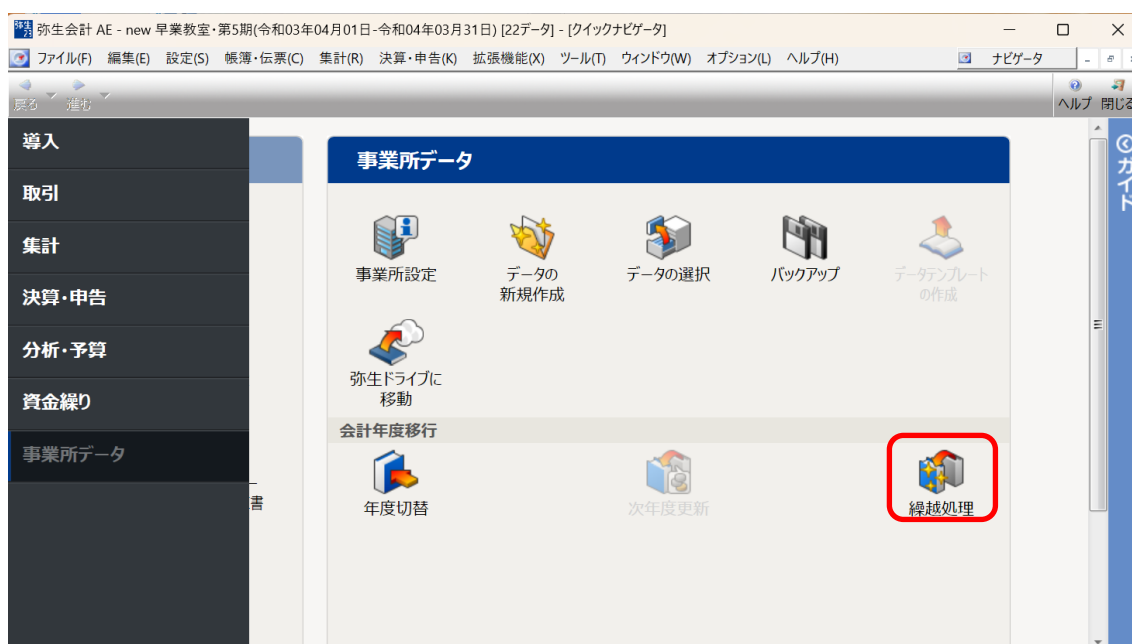 弥生会計 AE - new 早業教室・第5期(令和03年04月01日-令和04年03月31日) [22データ] - [クイックナビゲータ]
ファイル(F) 編集(E) 設定(S) 帳簿・伝票(C) 集計(R) 決算・申告(K) 拡張機能(X) ツール(T) ウィンドウ(W) オプション(L) ヘルプ(H) ナビゲータ
戻る 進む ヘルプ 閉じる
導入
取引
集計
決算・申告
分析・予算
資金繰り
事業所データ
書
事業所データ
事業所設定 データの
新規作成 データの選択 バックアップ データテンプレート
の作成
弥生ドライブに
移動
会計年度移行
年度切替 次年度更新 繰越処理
ガイド